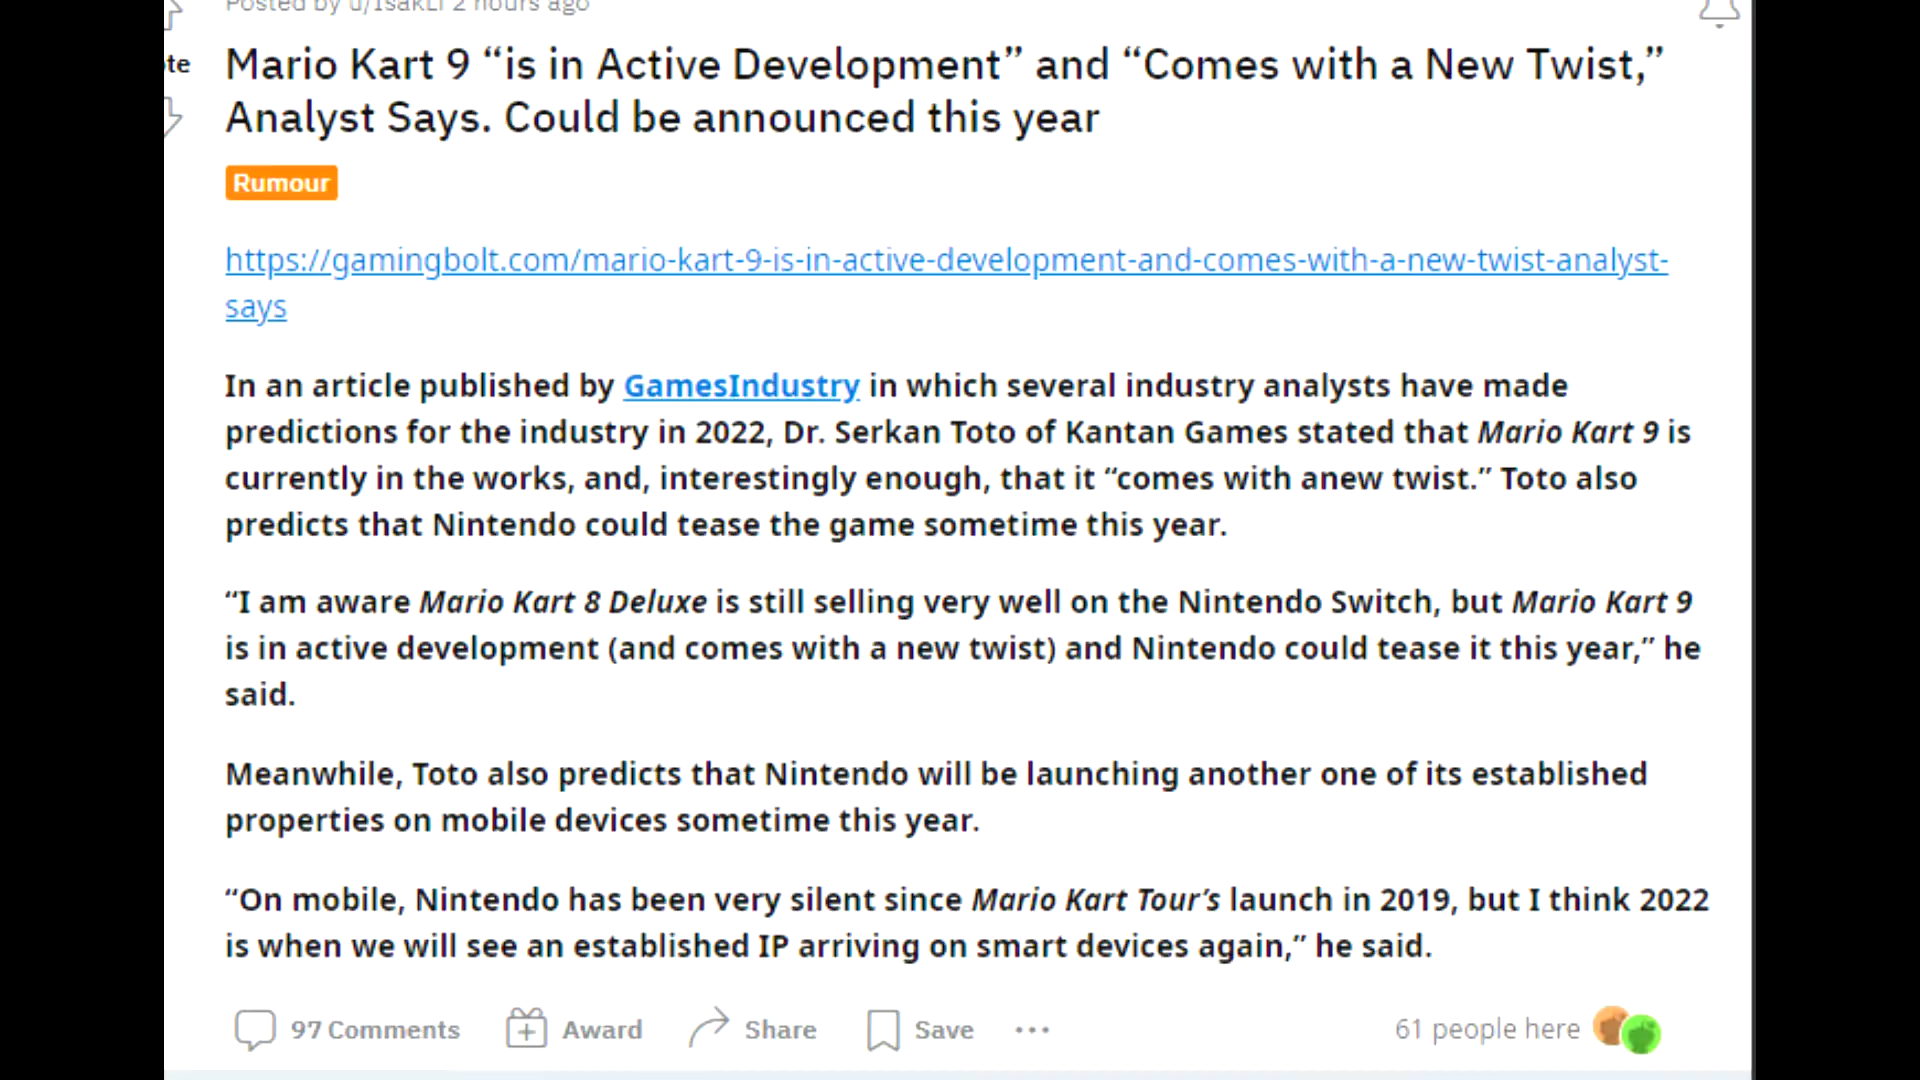 Posted by u/IsakLi 2 hours ago
te
Mario Kart 9 “is in Active Development” and “Comes with a New Twist,”
Analyst Says. Could be announced this year
Rumour
https://gamingbolt.com/mario-kart-9-is-in-active-development-and-comes-with-a-new-twist-analyst-
says
In an article published by GamesIndustry in which several industry analysts have made
predictions for the industry in 2022, Dr. Serkan Toto of Kantan Games stated that Mario Kart 9 is
currently in the works, and, interestingly enough, that it “comes with anew twist.” Toto also
predicts that Nintendo could tease the game sometime this year.
“I am aware Mario Kart 8 Deluxe is still selling very well on the Nintendo Switch, but Mario Kart 9
is in active development (and comes with a new twist) and Nintendo could tease it this year,” he
said.
Meanwhile, Toto also predicts that Nintendo will be launching another one of its established
properties on mobile devices sometime this year.
“On mobile, Nintendo has been very silent since Mario Kart Tour’s launch in 2019, but I think 2022
is when we will see an established IP arriving on smart devices again,” he said.
97 Comments Award Share Save 61 people here